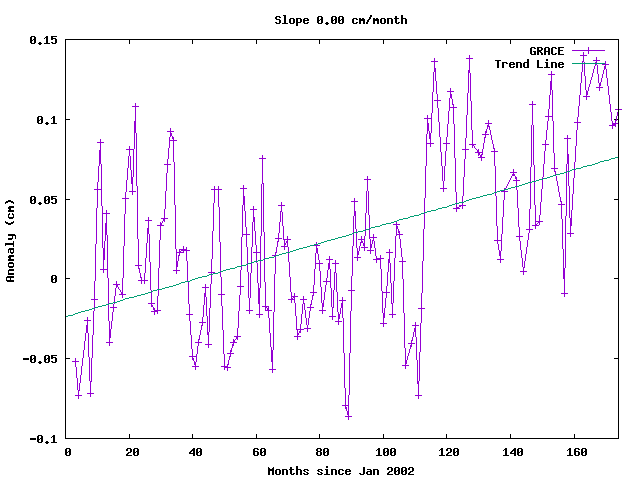 Slope 0.00 cm/month
0.15
GRACE
Trend Line
0.1
0.05
Anomaly (cm)
0
-0.05
-0.1
0 20 40 60 80 100 120 140 160
Months since Jan 2002